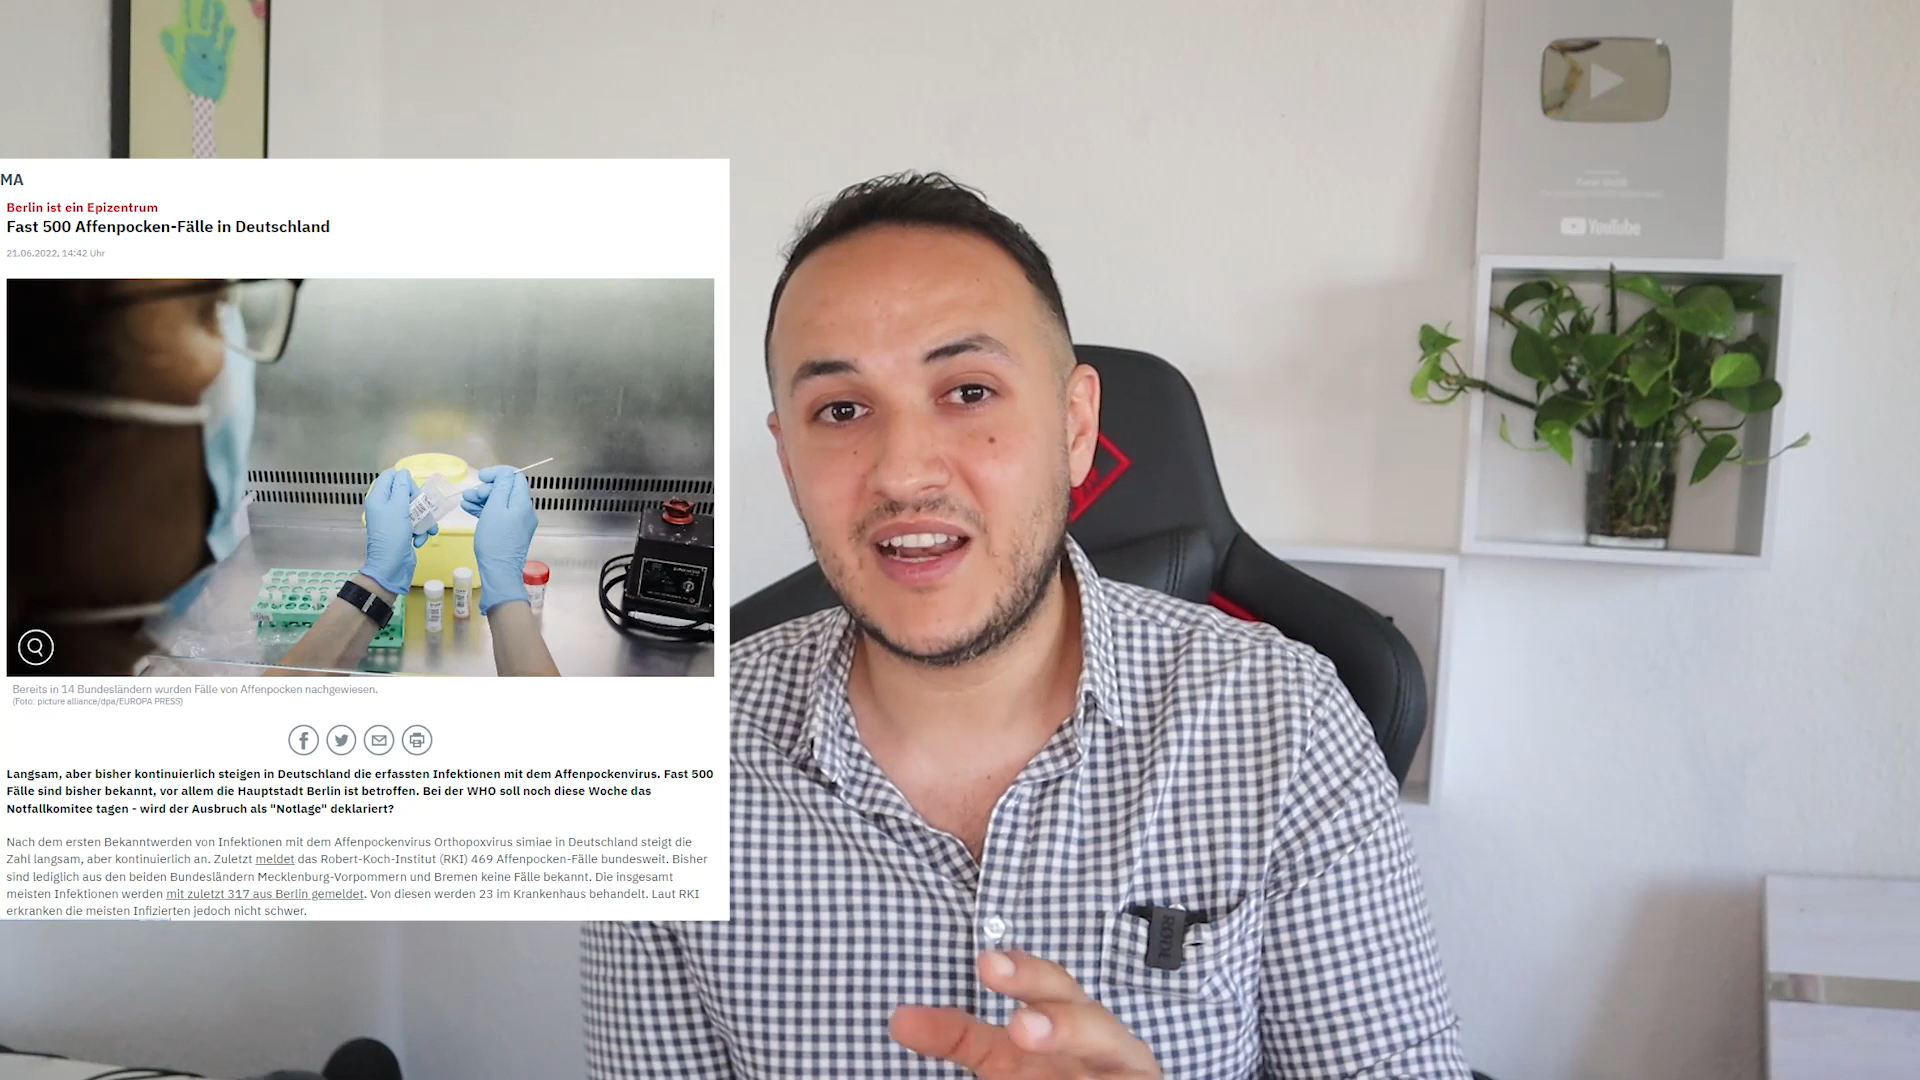 MA
Berlin ist ein Epizentrum
Fast 500 Affenpocken-Fälle in Deutschland
21.06.2022, 14:42 Uhr
Bereits in 14 Bundesländern wurden Fälle von Affenpocken nachgewiesen.
(Foto: picture alliance/dpa/EUROPA PRESS)
Langsam, aber bisher kontinuierlich steigen in Deutschland die erfassten Infektionen mit dem Affenpockenvirus. Fast 500
Fälle sind bisher bekannt, vor allem die Hauptstadt Berlin ist betroffen. Bei der WHO soll noch diese Woche das
Notfallkomitee tagen - wird der Ausbruch als "Notlage" deklariert?
Nach dem ersten Bekanntwerden von Infektionen mit dem Affenpockenvirus Orthopoxvirus simiae in Deutschland steigt die
Zahl langsam, aber kontinuierlich an. Zuletzt meldet das Robert-Koch-Institut (RKI) 469 Affenpocken-Fälle bundesweit. Bisher
sind lediglich aus den beiden Bundesländern Mecklenburg-Vorpommern und Bremen keine Fälle bekannt. Die insgesamt
meisten Infektionen werden mit zuletzt 317 aus Berlin gemeldet. Von diesen werden 23 im Krankenhaus behandelt. Laut RKI
erkranken die meisten Infizierten jedoch nicht schwer.
YouTube
RØDE